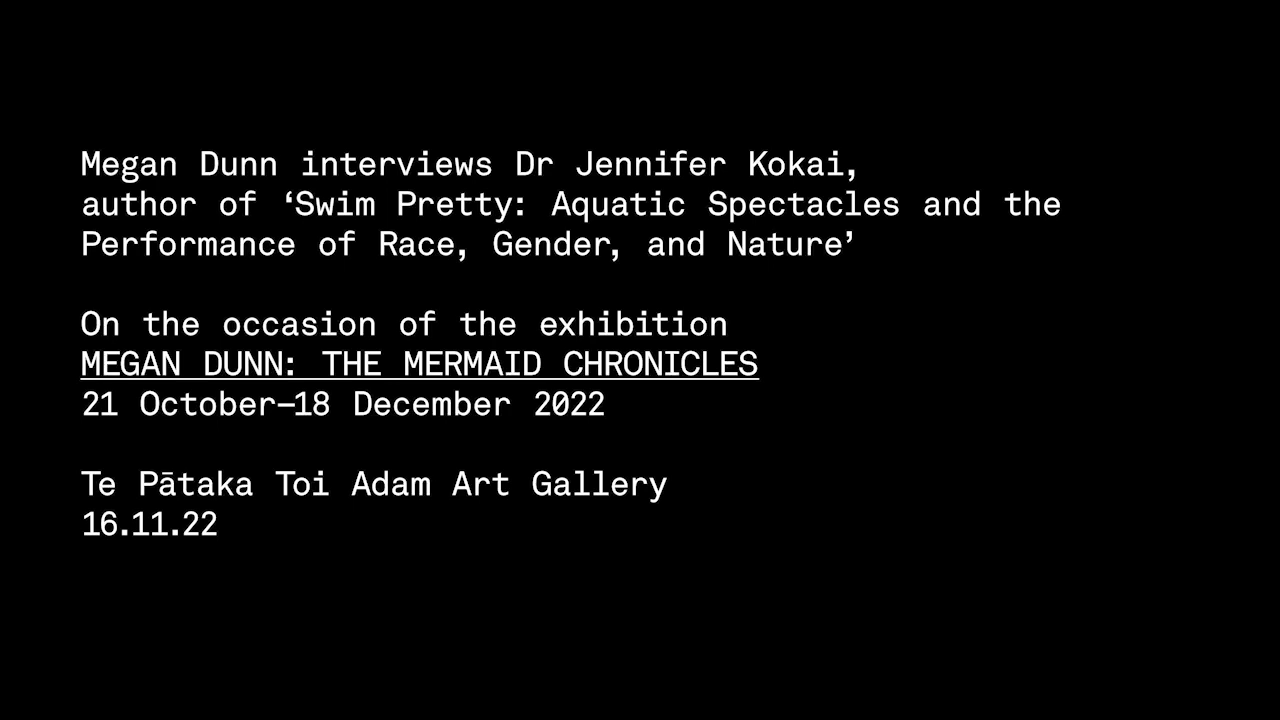 Megan Dunn interviews Dr Jennifer Kokai,
author of ‘Swim Pretty: Aquatic Spectacles and the
Performance of Race, Gender, and Nature’
On the occasion of the exhibition
MEGAN DUNN: THE MERMAID CHRONICLES
21 October—18 December 2022
Te Pātaka Toi Adam Art Gallery
16.11.22